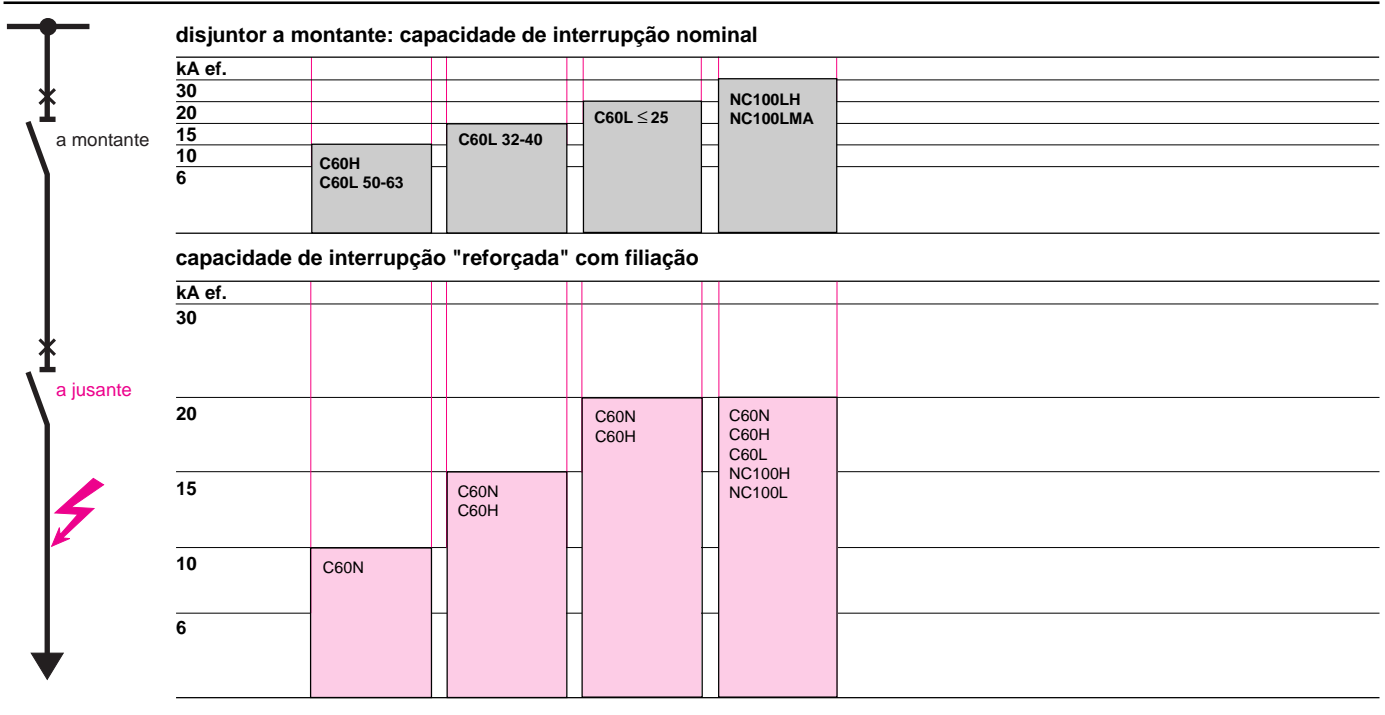 disjuntor a montante: capacidade de interrupção nominal
kA ef.
30
20
15
10
6
a montante
C60H
C60L 50-63
C60L 32-40
C60L ≤ 25
NC100LH
NC100LMA
capacidade de interrupção "reforçada" com filiação
kA ef.
30
20
15
10
6
a jusante
C60N
C60N
C60H
C60N
C60H
C60N
C60H
C60L
NC100H
NC100L